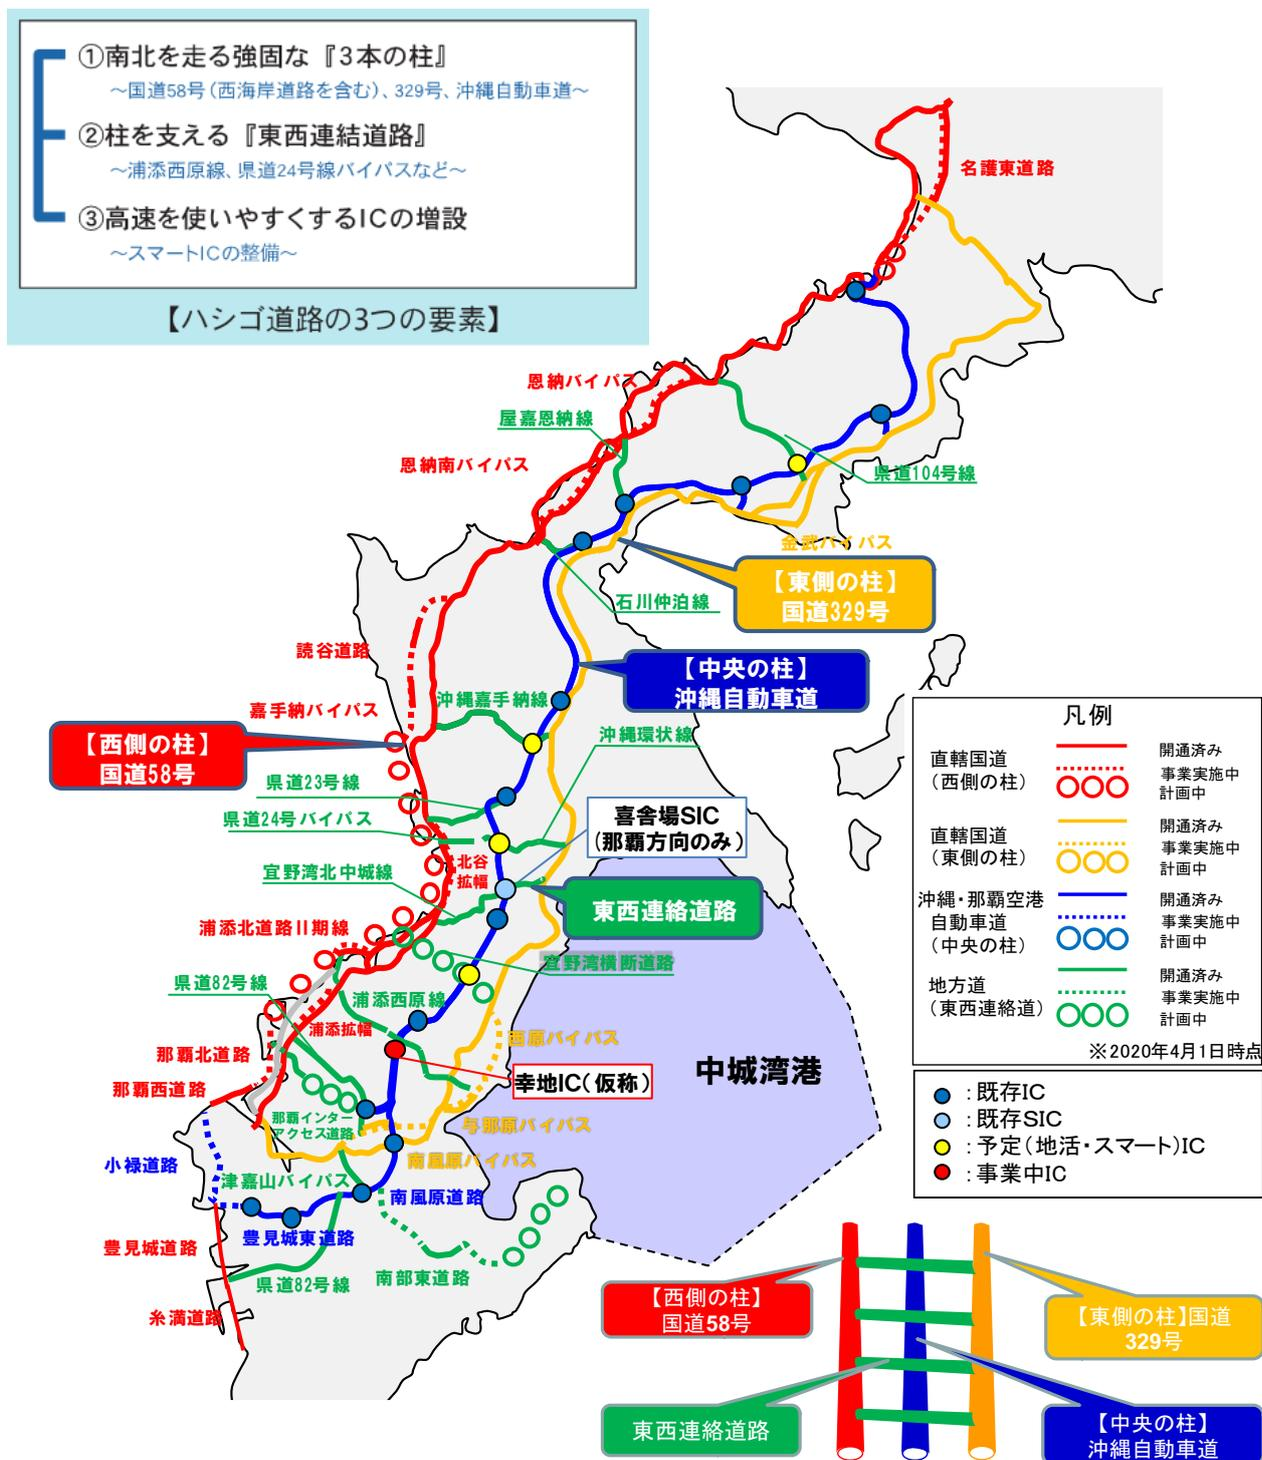 ①南北を走る強固な『3本の柱』
～国道58号（西海岸道路を含む）、329号、沖縄自動車道～
②柱を支える『東西連結道路』
～浦添西原線、県道24号線バイパスなど～
③高速を使いやすくするICの増設
～スマートICの整備～
【ハシゴ道路の3つの要素】
名護東道路
恩納バイパス
屋嘉恩納線
恩納南バイパス
県道104号線
金武バイパス
【東側の柱】
国道329号
石川仲泊線
読谷道路
【中央の柱】
沖縄自動車道
沖縄嘉手納線
嘉手納バイパス
【西側の柱】
国道58号
沖縄環状線
県道23号線
県道24号バイパス
喜舎場SIC
（那覇方向のみ）
北谷
拡幅
宜野湾北中城線
東西連絡道路
浦添北道路Ⅱ期線
宜野湾横断道路
県道82号線
浦添西原線
浦添拡幅
西原バイパス
那覇北道路
中城湾港
幸地IC（仮称）
那覇西道路
那覇インター
アクセス道路
与那原バイパス
南風原バイパス
小禄道路
津嘉山バイパス
南風原道路
豊見城東道路
豊見城道路
県道82号線
南部東道路
糸満道路
凡例
直轄国道
（西側の柱）
開通済み
事業実施中
計画中
直轄国道
（東側の柱）
開通済み
事業実施中
計画中
沖縄・那覇空港
自動車道
（中央の柱）
開通済み
事業実施中
計画中
地方道
（東西連絡道）
開通済み
事業実施中
計画中
※2020年4月1日時点
：既存IC
：既存SIC
：予定（地活・スマート）IC
：事業中IC
【西側の柱】
国道58号
【東側の柱】国道
329号
東西連絡道路
【中央の柱】
沖縄自動車道